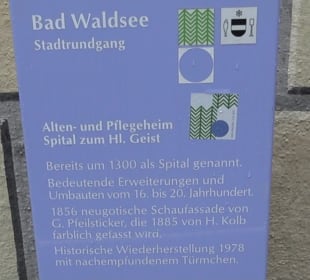 Bad Waldsee
Stadtrundgang
Alten- und Pflegeheim
Spital zum Hl. Geist
Bereits um 1300 als Spital genannt.
Bedeutende Erweiterungen und
Umbauten vom 16. bis 20. Jahrhundert.
1856 neugotische Schaufassade von
G. Pfeilsticker, die 1885 von H. Kolb
farblich gefasst wird.
Historische Wiederherstellung 1978
mit nachempfundenem Türmchen.